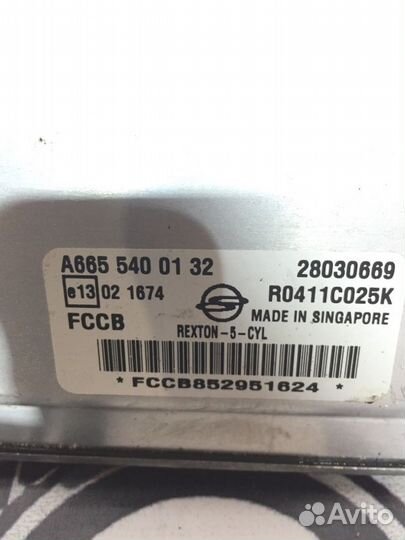 A665 540 01 32 28030669
e13 02 1674 R0411C025K
FCCB MADE IN SINGAPORE
REXTON-5-CYL
* FCCB852951624 *
Avito